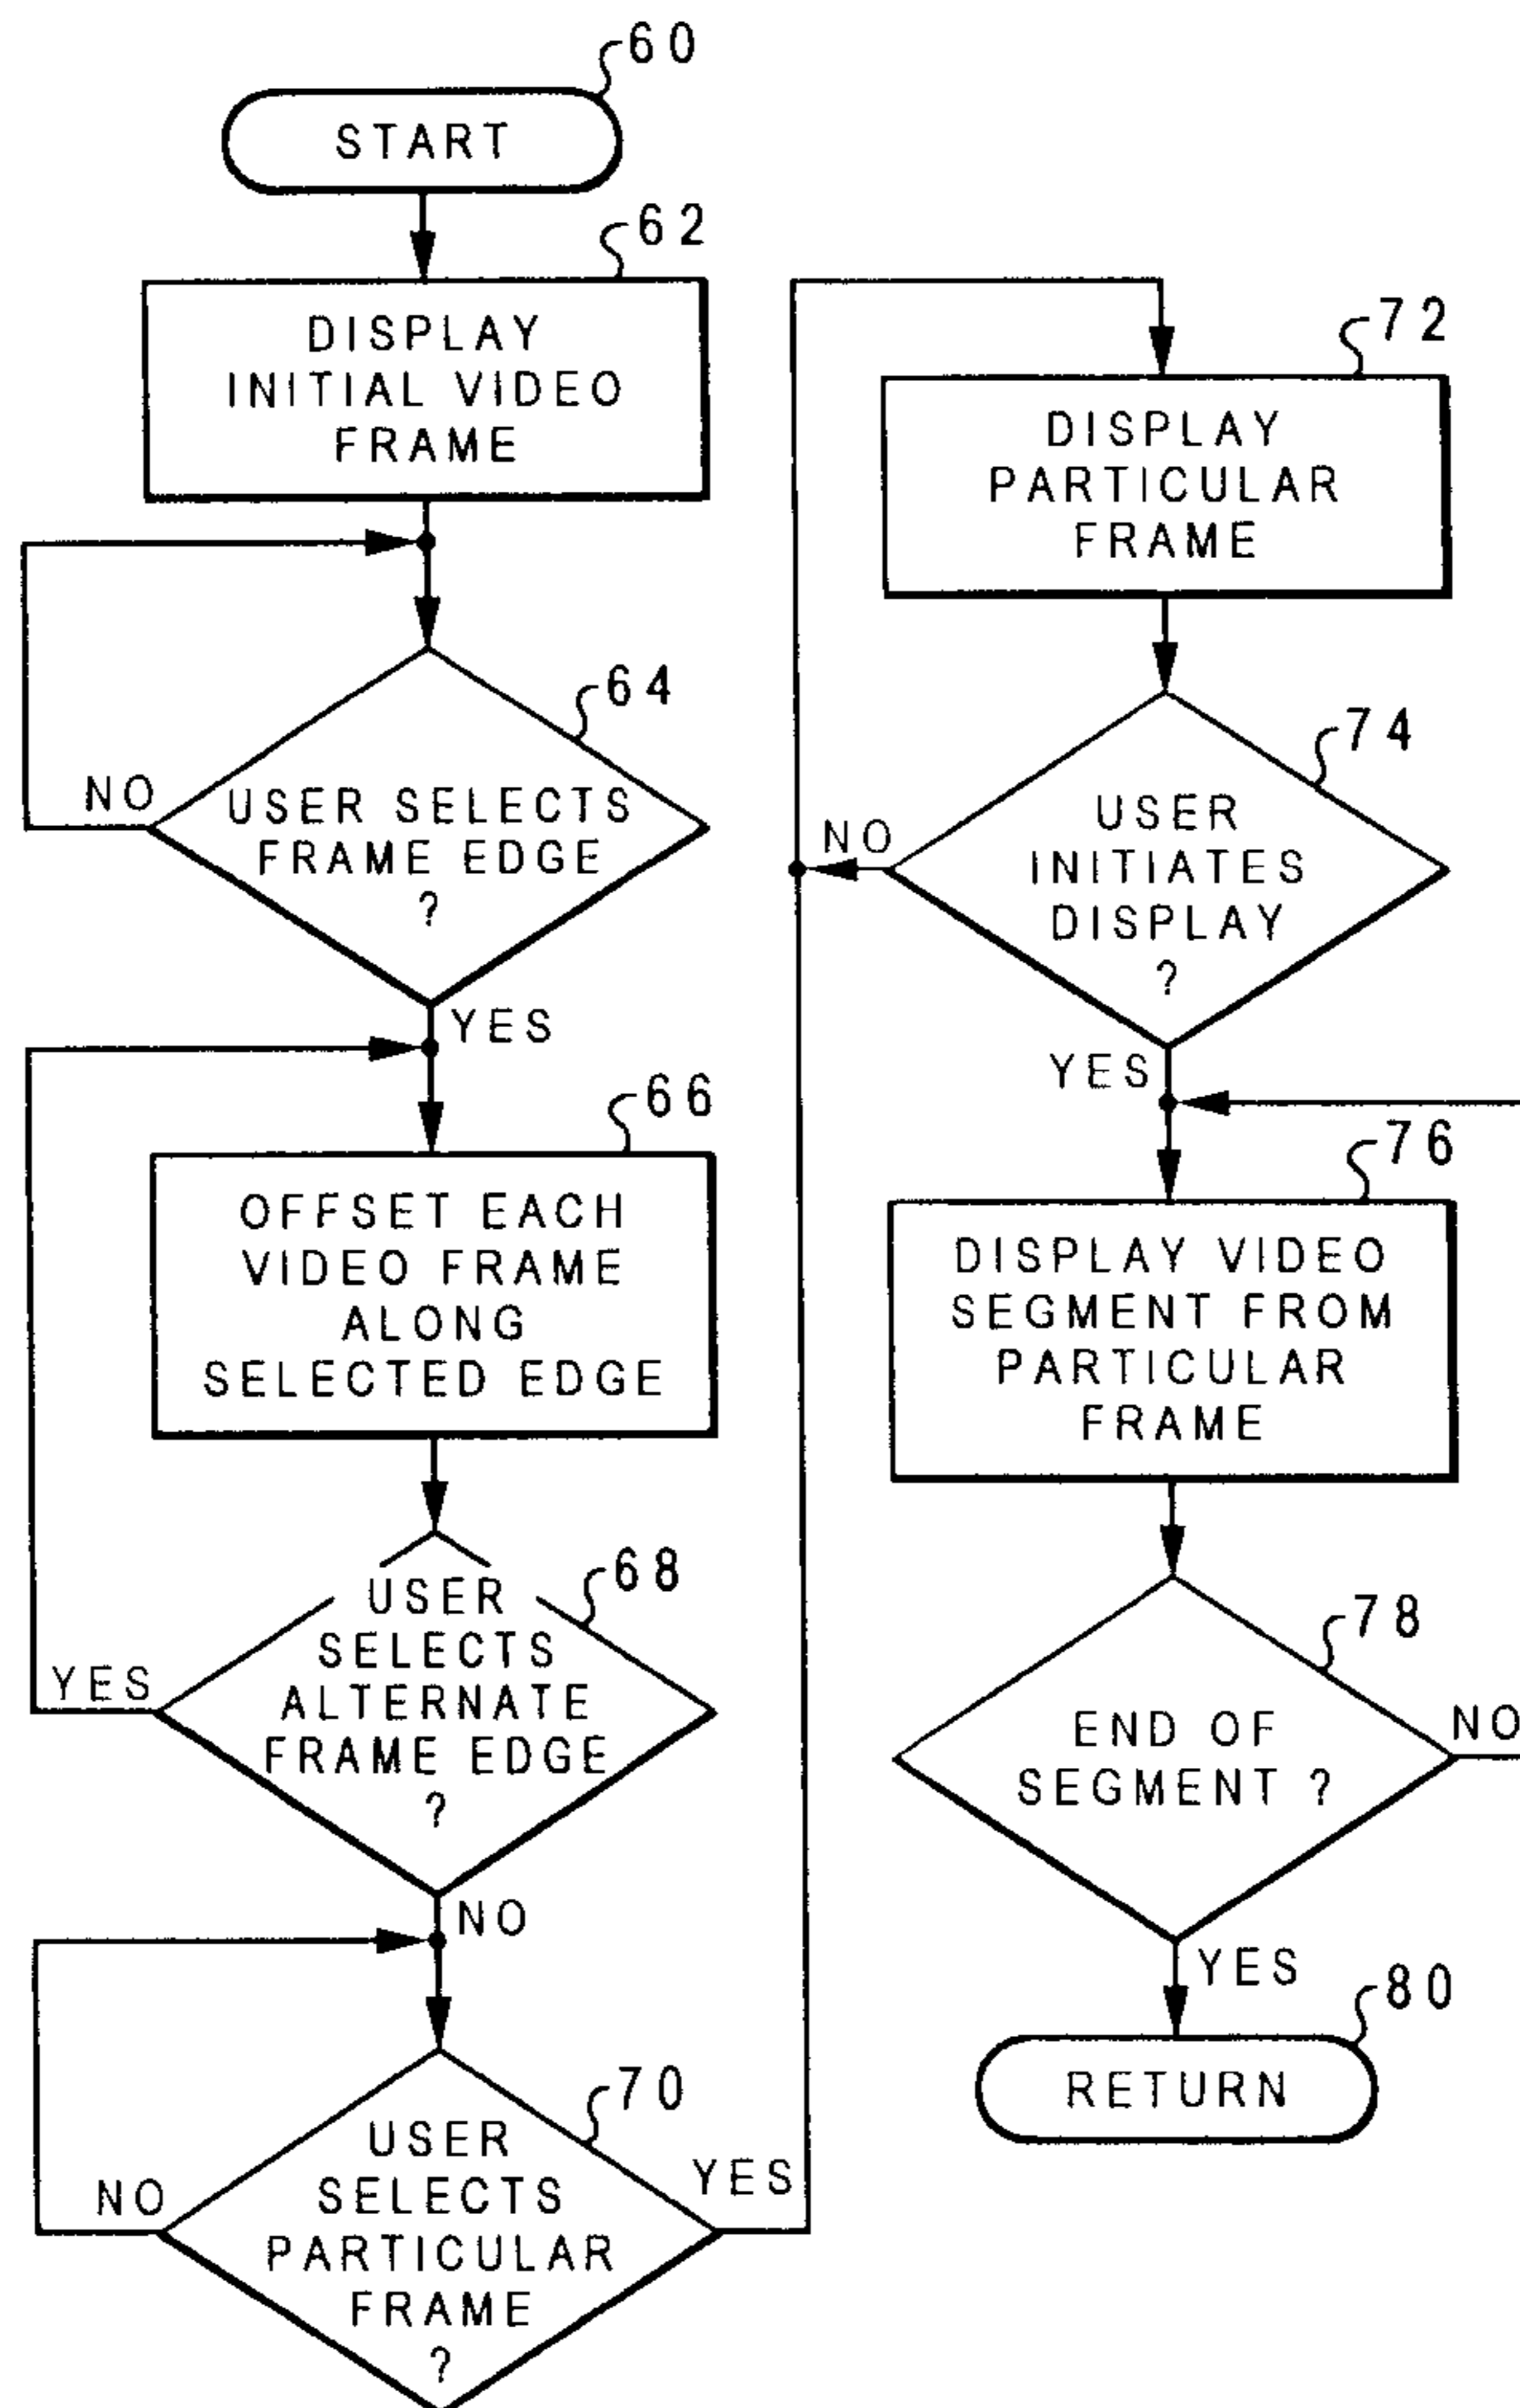 60
START
62
DISPLAY
INITIAL VIDEO
FRAME
64
NO
USER SELECTS
FRAME EDGE
?
YES
66
OFFSET EACH
VIDEO FRAME
ALONG
SELECTED EDGE
68
USER
SELECTS
ALTERNATE
FRAME EDGE
?
YES
NO
70
USER
SELECTS
PARTICULAR
FRAME
?
NO
YES
72
DISPLAY
PARTICULAR
FRAME
74
NO
USER
INITIATES
DISPLAY
?
YES
76
DISPLAY VIDEO
SEGMENT FROM
PARTICULAR
FRAME
78
END OF
SEGMENT ?
NO
YES
80
RETURN